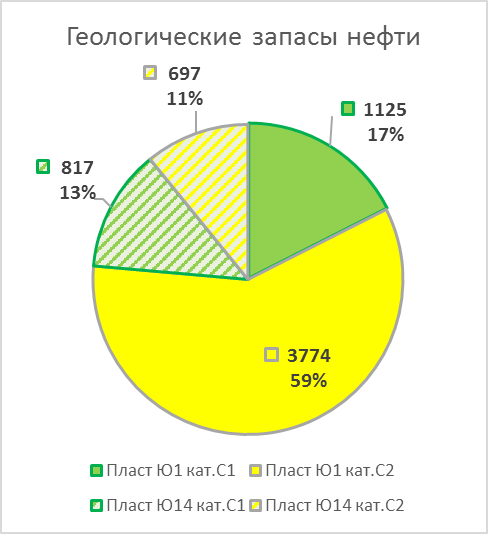 Геологические запасы нефти
697
11%
1125
17%
817
13%
3774
59%
Пласт Ю1 кат.С1
Пласт Ю1 кат.С2
Пласт Ю14 кат.С1
Пласт Ю14 кат.С2